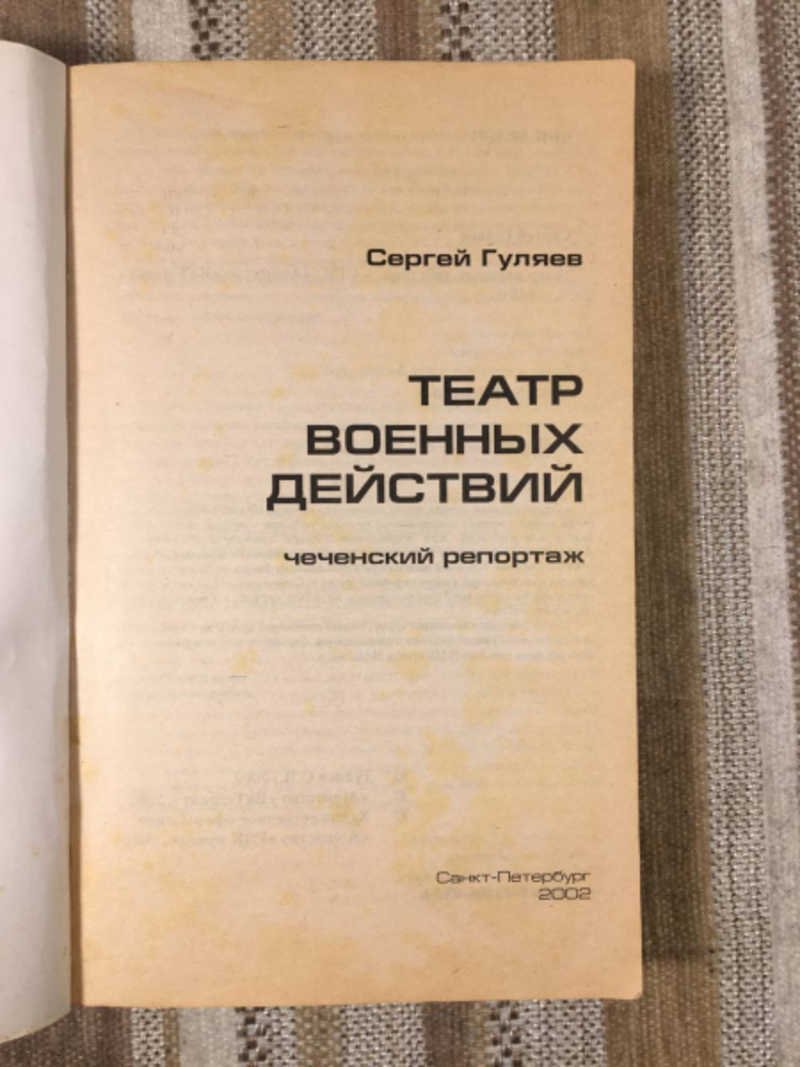 Сергей Гуляев
ТЕАТР
ВОЕННЫХ
ДЕЙСТВИЙ
чеченский репортаж
Санкт-Петербург
2002